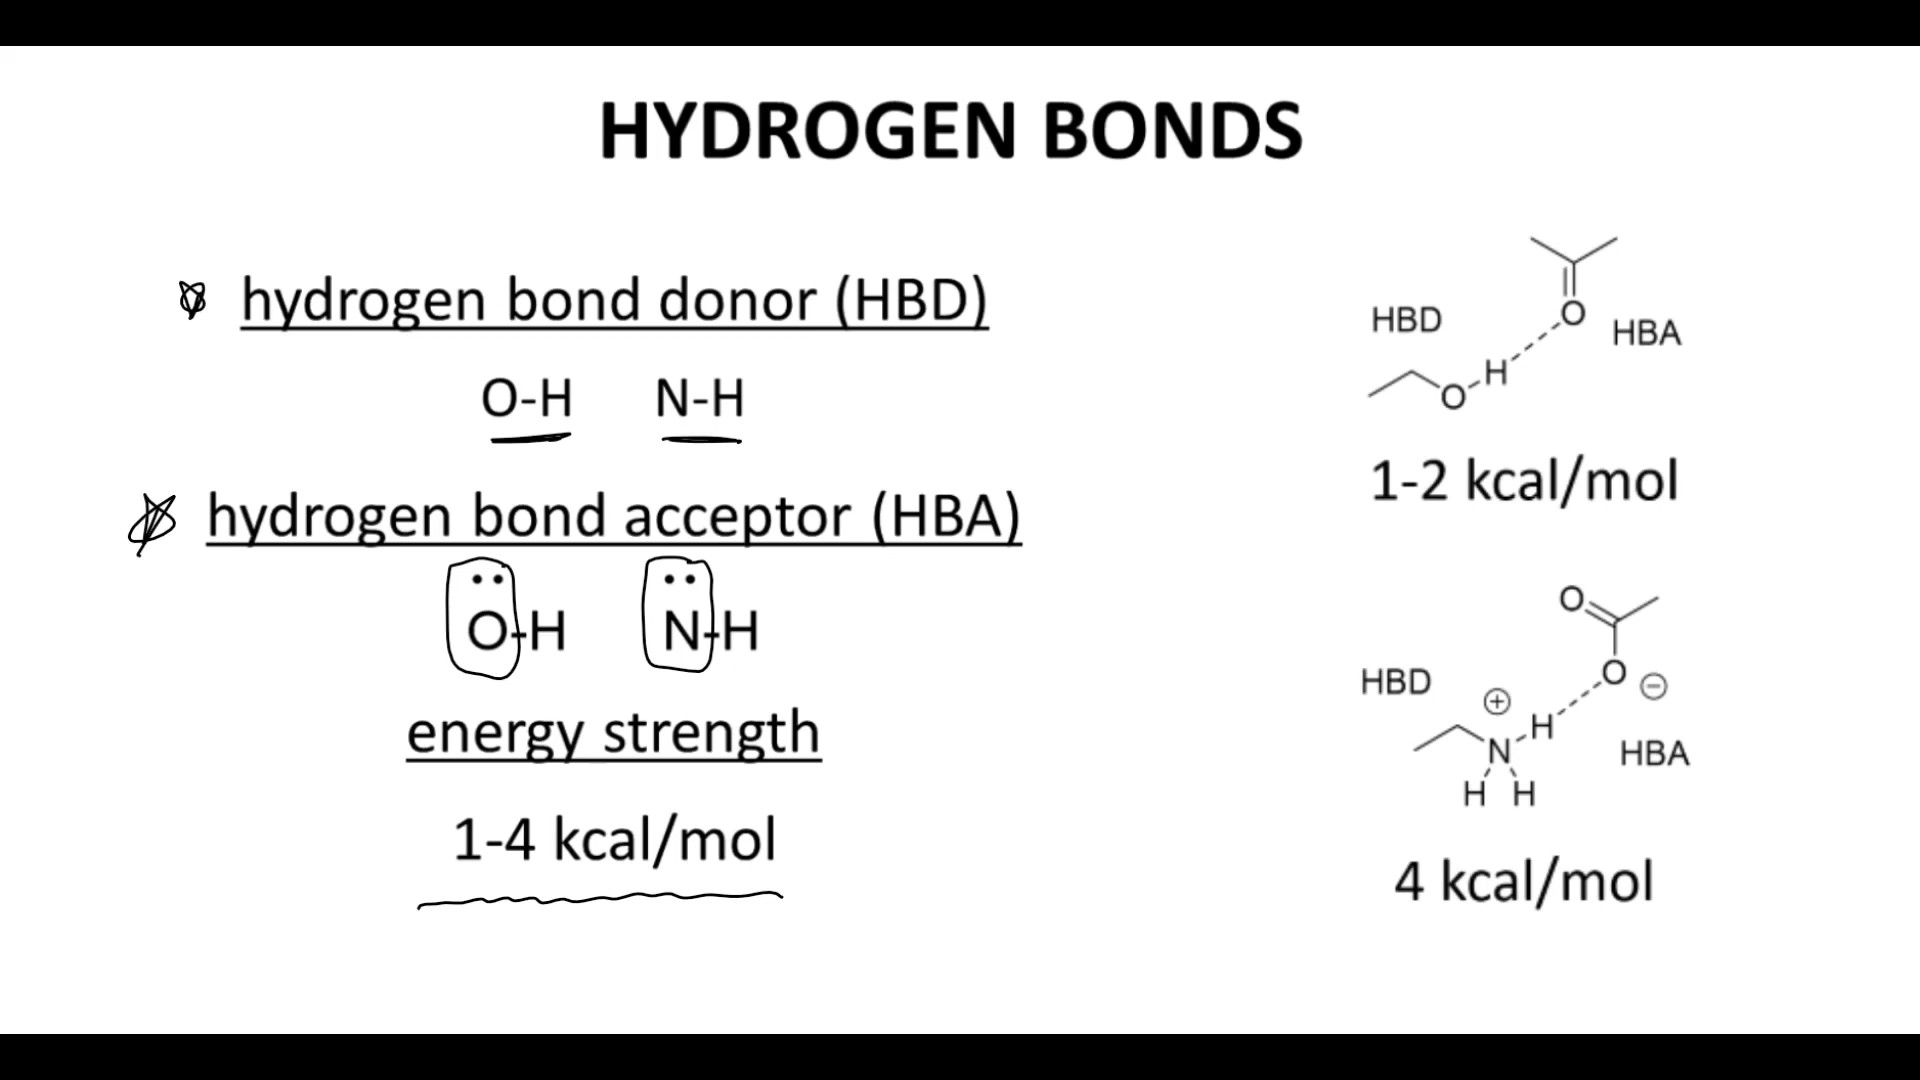 HYDROGEN BONDS
hydrogen bond donor (HBD)
O-H N-H
hydrogen bond acceptor (HBA)
O-H N-H
energy strength
1-4 kcal/mol
O
HBD
HBA
H
O
1-2 kcal/mol
O
O
HBD
H
N
HBA
H H
4 kcal/mol